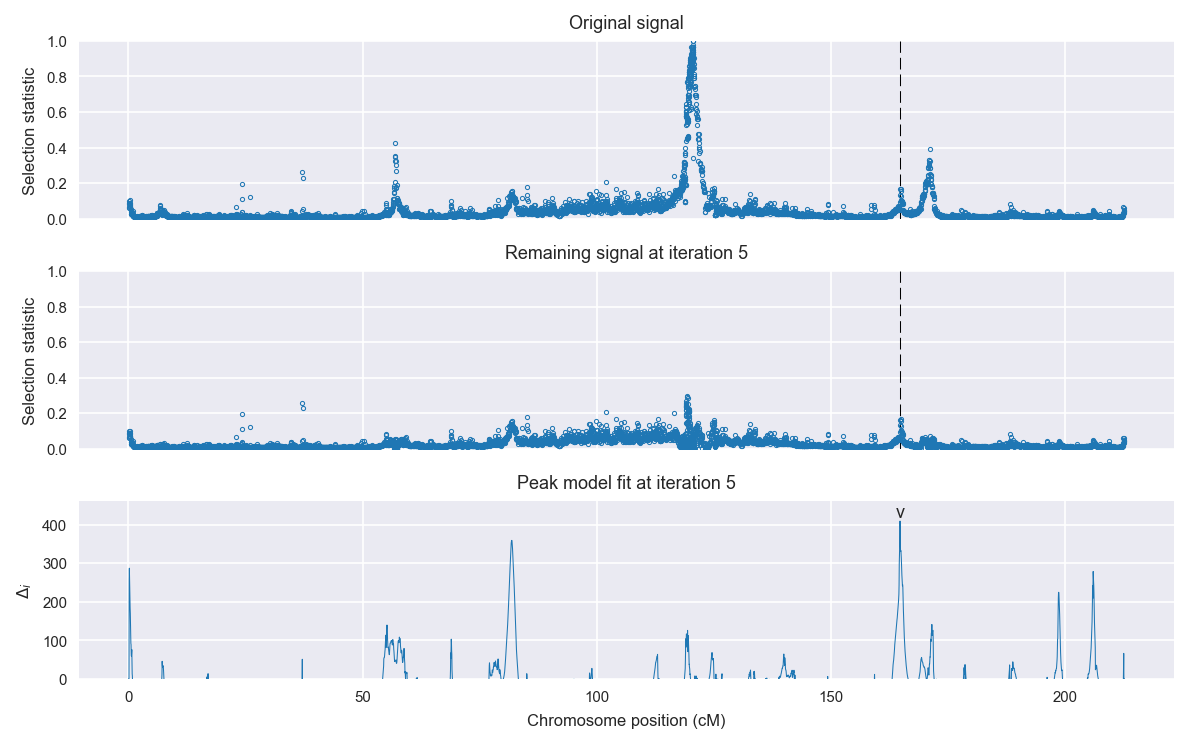 Original signal
1.0
0.8
0.6
0.4
0.2
0.0
Selection statistic
Remaining signal at iteration 5
1.0
0.8
0.6
0.4
0.2
0.0
Selection statistic
Peak model fit at iteration 5
v
400
300
200
100
0
Δi
0 50 100 150 200
Chromosome position (cM)